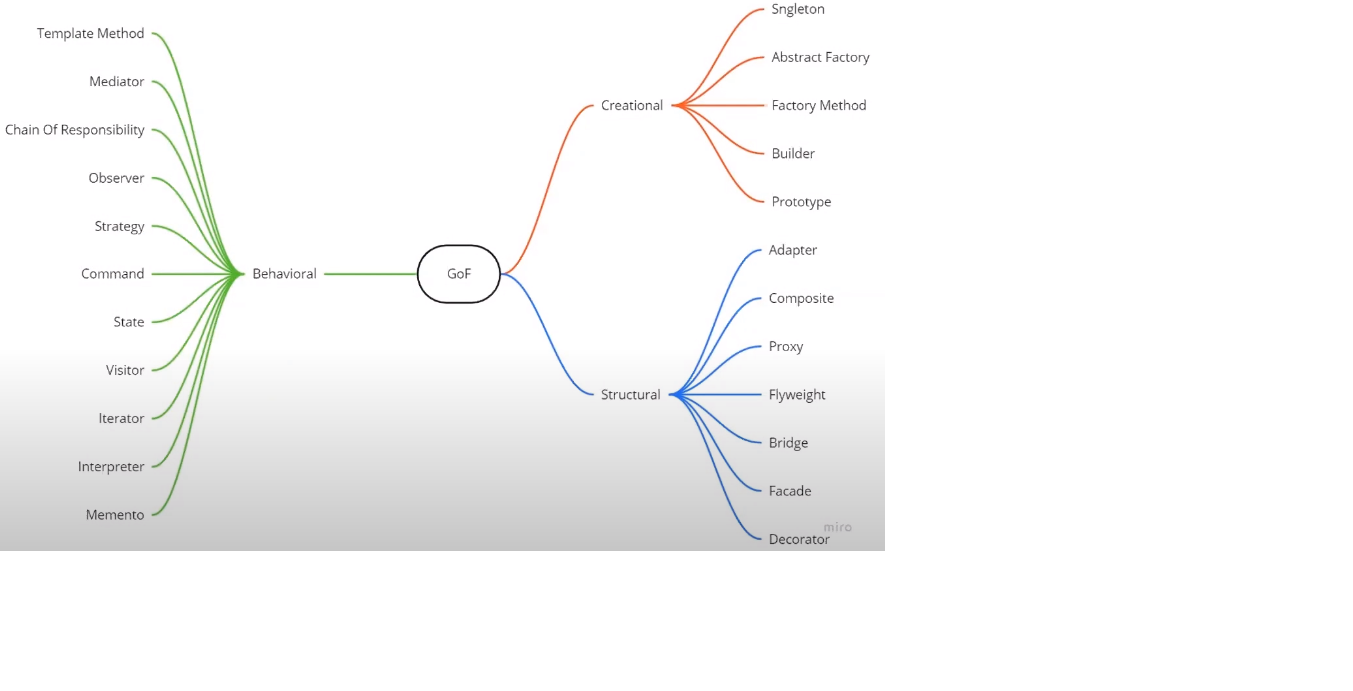 Template Method
Mediator
Chain Of Responsibility
Observer
Strategy
Command
State
Visitor
Iterator
Interpreter
Memento
Behavioral
GoF
Creational
Sngleton
Abstract Factory
Factory Method
Builder
Prototype
Structural
Adapter
Composite
Proxy
Flyweight
Bridge
Facade
Decorator
miro